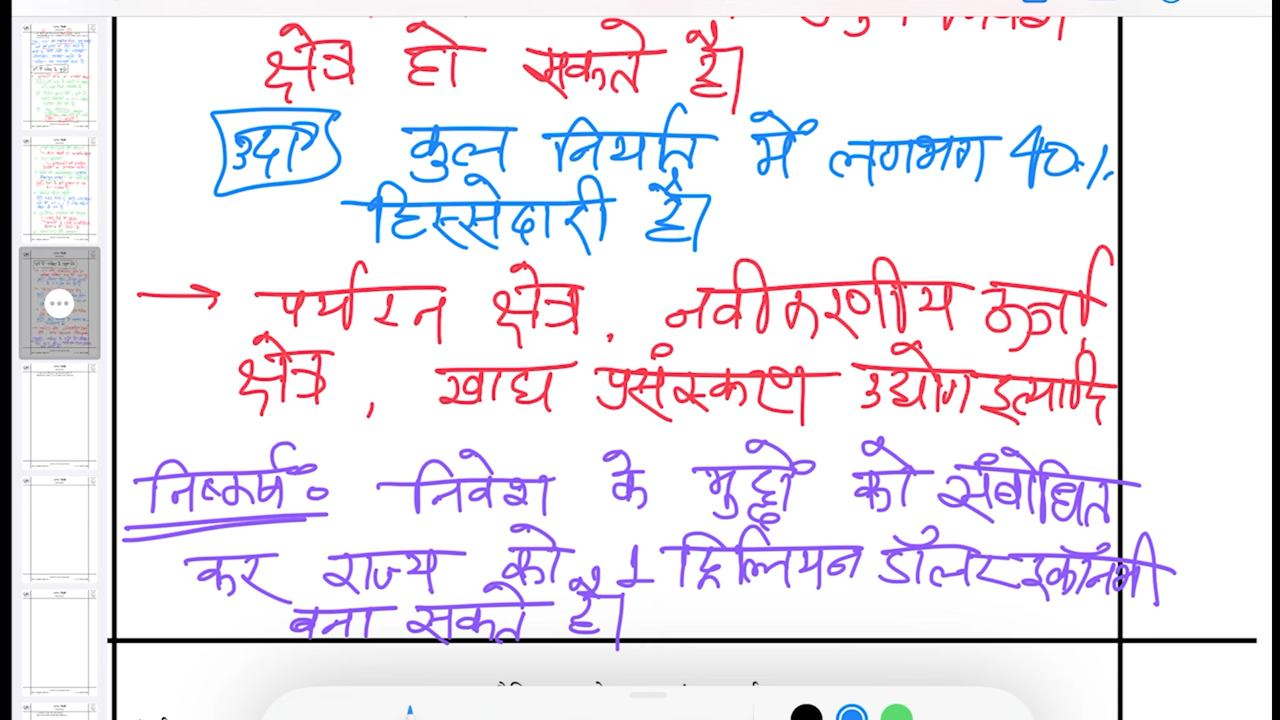 क्षेत्र हो सकते है।
उदा० कुल निर्यात में लगभग 40%
हिस्सेदारी है।
→ पर्यटन क्षेत्र, नवीकरणीय ऊर्जा
क्षेत्र, खाद्य प्रसंस्करण उद्योग इत्यादि
निष्कर्ष:- निवेश के मुद्दों को संबोधित
कर राज्य को 1 ट्रिलियन डॉलर इकॉनमी
बना सकते है।